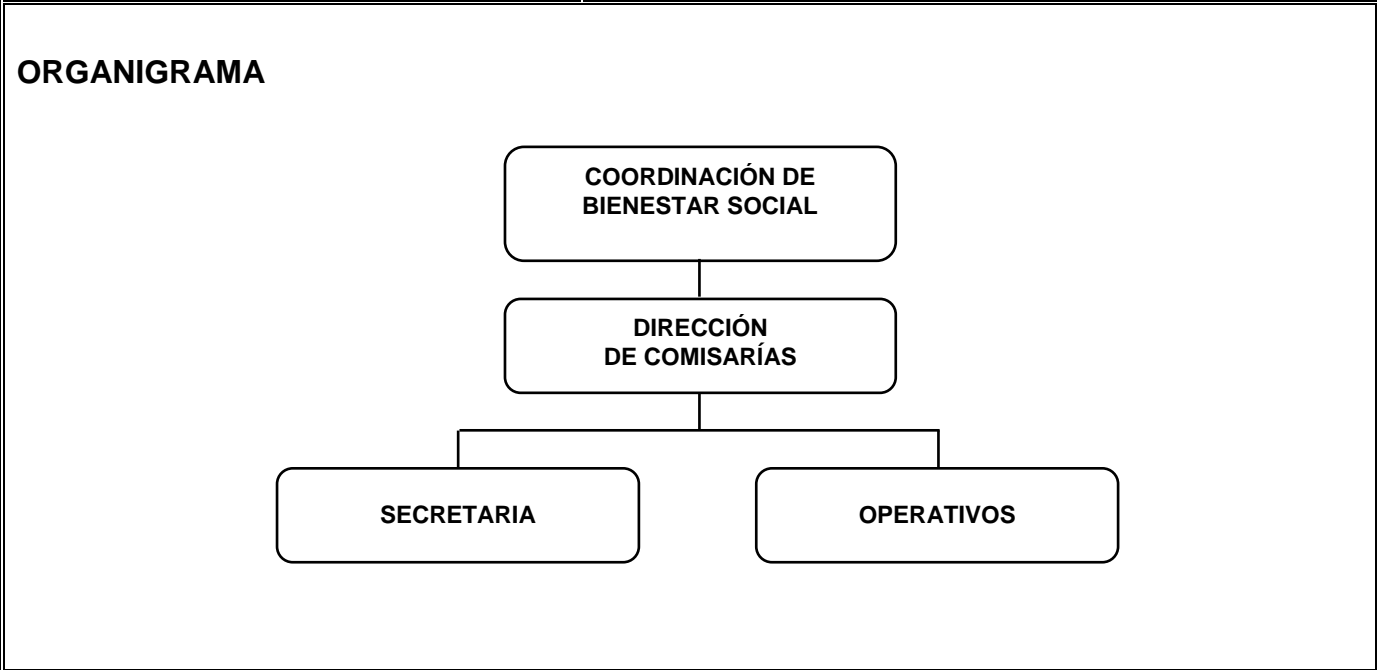 ORGANIGRAMA
COORDINACIÓN DE
BIENESTAR SOCIAL
DIRECCIÓN
DE COMISARÍAS
SECRETARIA
OPERATIVOS